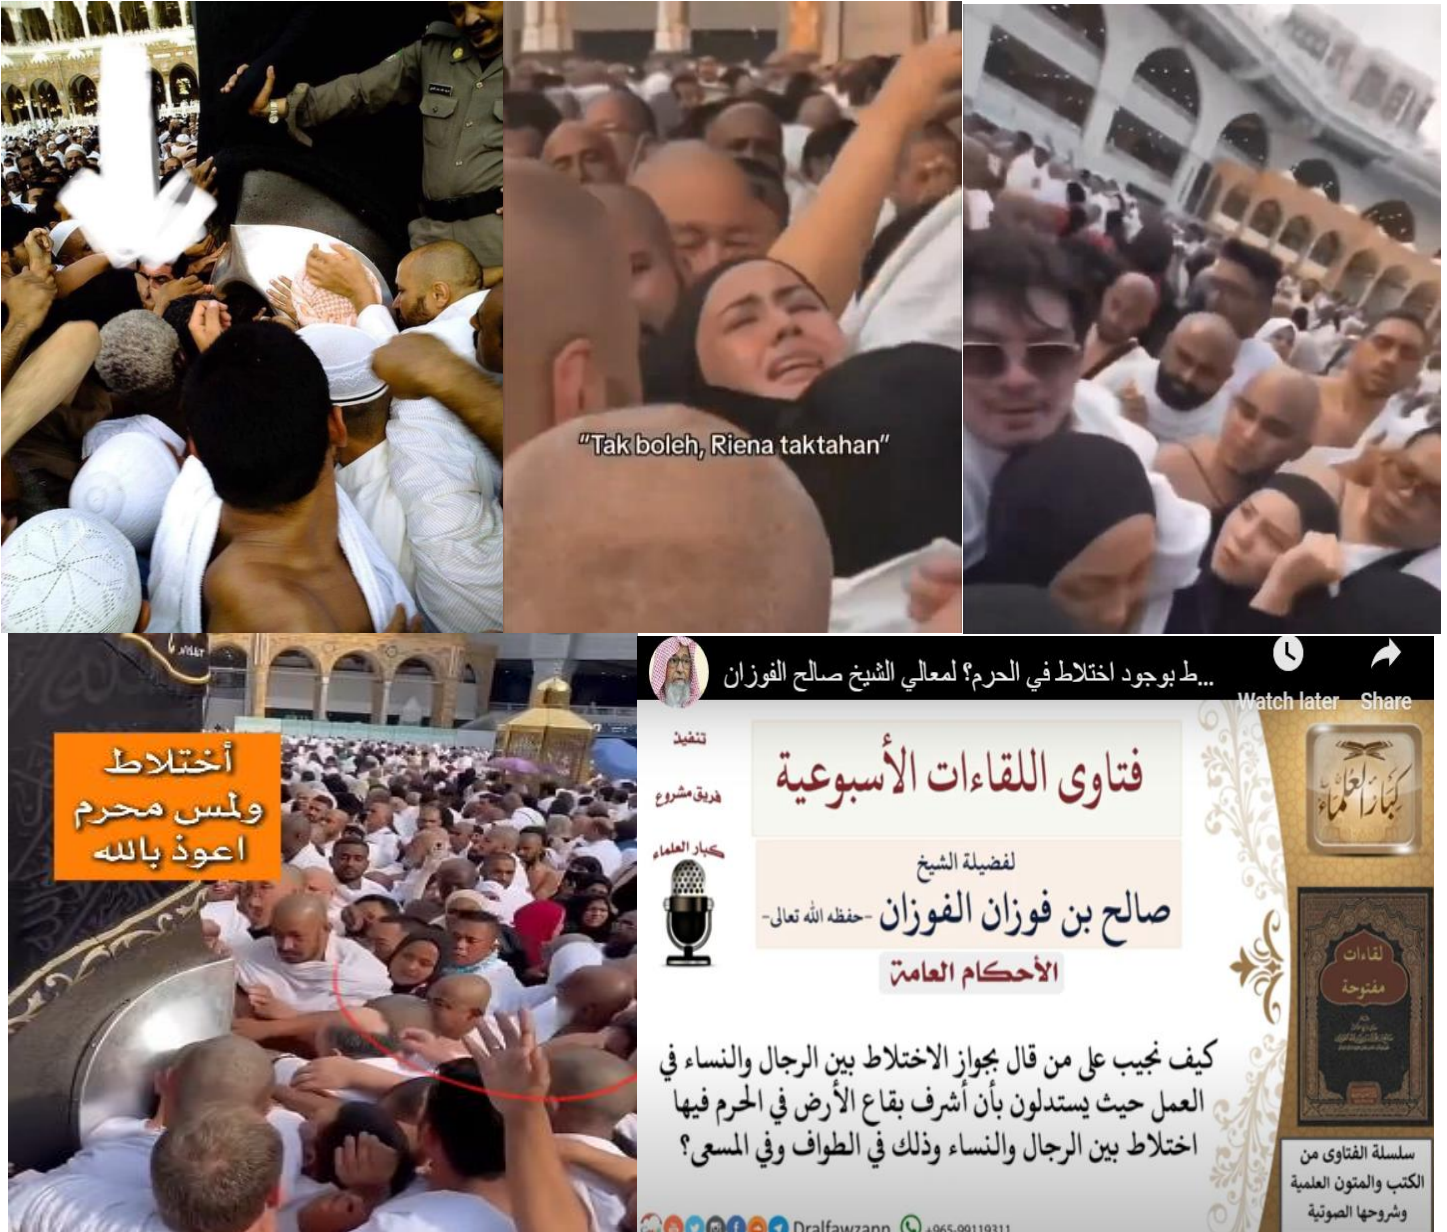 "Tak boleh, Riena taktahan"
أختلاط
ولمس محرم
اعوذ بالله
ط بوجود اختلاط في الحرم؟ لمعالي الشيخ صالح الفوزان...
Watch later
Share
تنفيذ
فريق مشروع
كبار العلماء
فتاوى اللقاءات الأسبوعية
لفضيلة الشيخ
صالح بن فوزان الفوزان -حفظه الله تعالى-
الأحكام العامة
كيف نجيب على من قال بجواز الاختلاط بين الرجال والنساء في
العمل حيث يستدلون بأن أشرف بقاع الأرض في الحرم فيها
اختلاط بين الرجال والنساء وذلك في الطواف وفي المسعى؟
كبار العلماء
لقاءات
مفتوحة
سلسلة الفتاوى من
الكتب والمتون العلمية
وشروحها الصوتية
Dralfawzann
+965-99119311